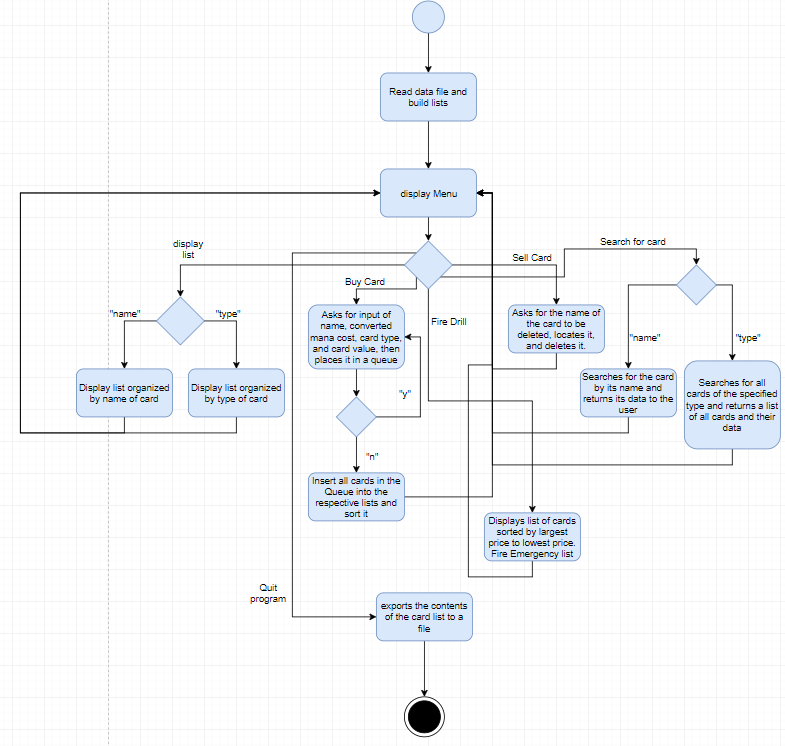 Read data file and
build lists
display Menu
display
list
Buy Card
Fire Drill
Sell Card
Search for card
"name"
"type"
Asks for input of
name, converted
mana cost, card type,
and card value, then
places it in a queue
Asks for the name of
the card to be
deleted, locates it,
and deletes it.
"name"
"type"
Display list organized
by name of card
Display list organized
by type of card
"y"
Searches for the card
by its name and
returns its data to the
user
Searches for all
cards of the specified
type and returns a list
of all cards and their
data
"n"
Insert all cards in the
Queue into the
respective lists and
sort it
Displays list of cards
sorted by largest
price to lowest price.
Fire Emergency list
Quit
program
exports the contents
of the card list to a
file